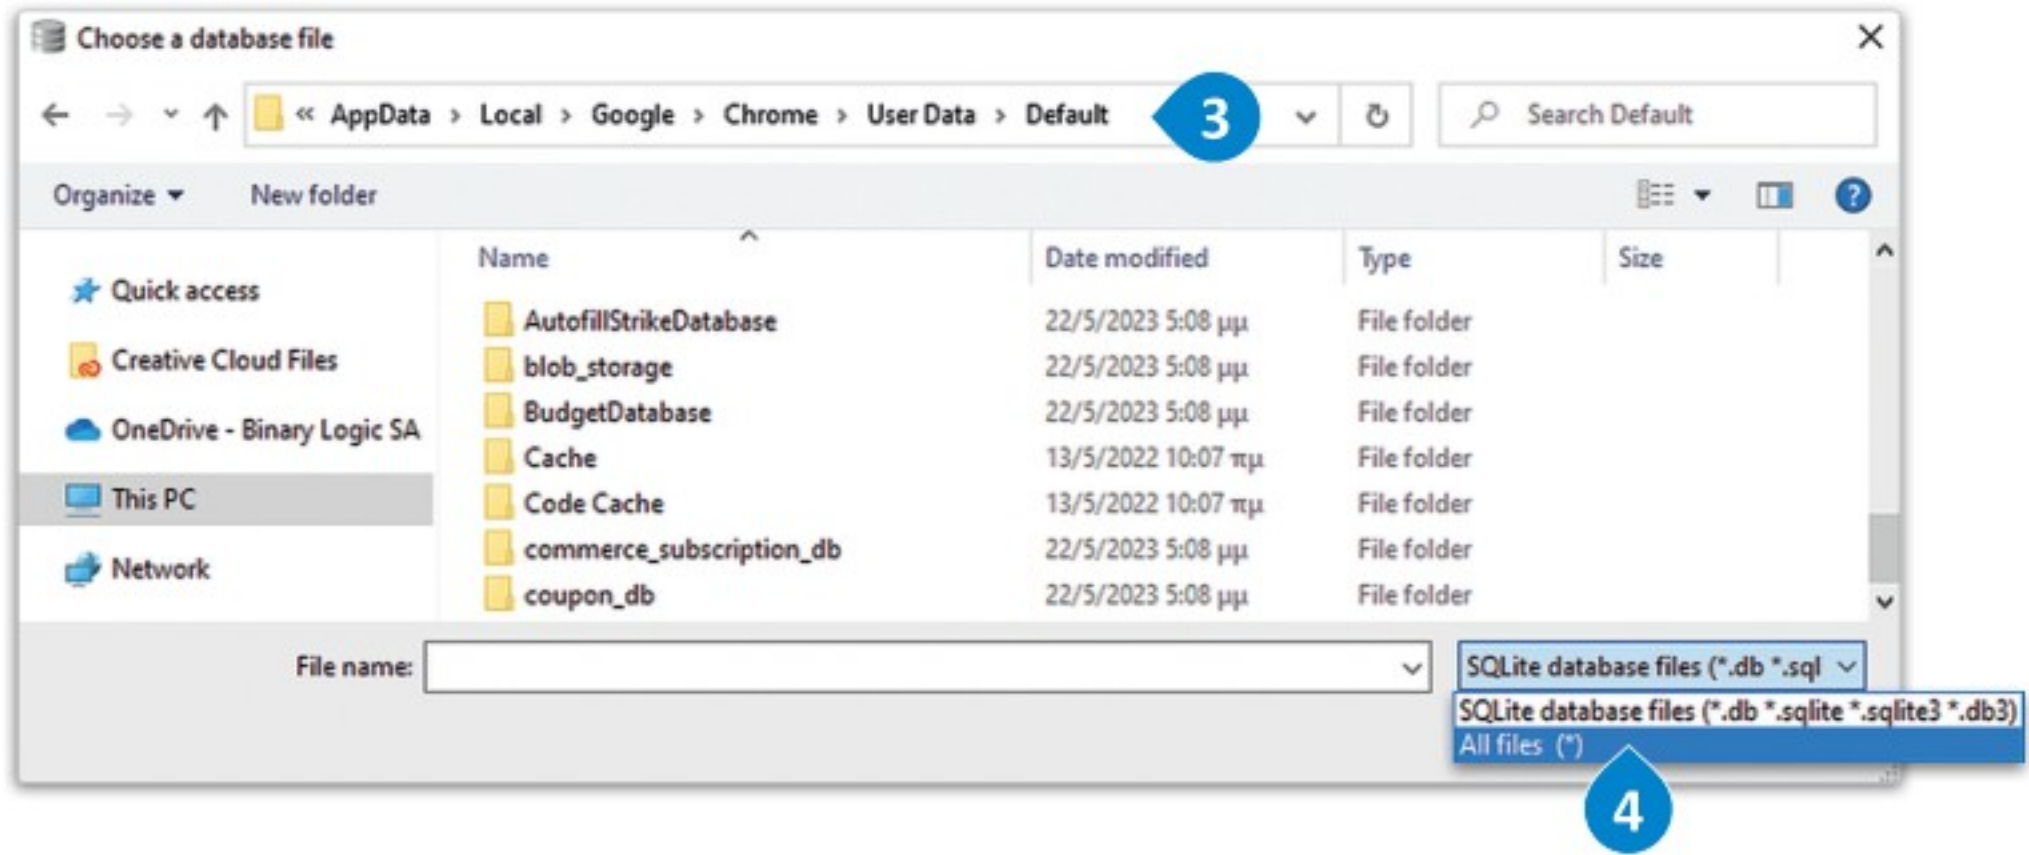 Choose a database file
« AppData > Local > Google > Chrome > User Data > Default
3
Search Default
Organize
New folder
?
Name Date modified Type Size
Quick access
Creative Cloud Files
OneDrive - Binary Logic SA
This PC
Network
AutofillStrikeDatabase 22/5/2023 5:08 μμ File folder
blob_storage 22/5/2023 5:08 μμ File folder
BudgetDatabase 22/5/2023 5:08 μμ File folder
Cache 13/5/2022 10:07 πμ File folder
Code Cache 13/5/2022 10:07 πμ File folder
commerce_subscription_db 22/5/2023 5:08 μμ File folder
coupon_db 22/5/2023 5:08 μμ File folder
File name:
SQLite database files (*.db *.sql
SQLite database files (*.db *.sqlite *.sqlite3 *.db3)
All files (*)
4